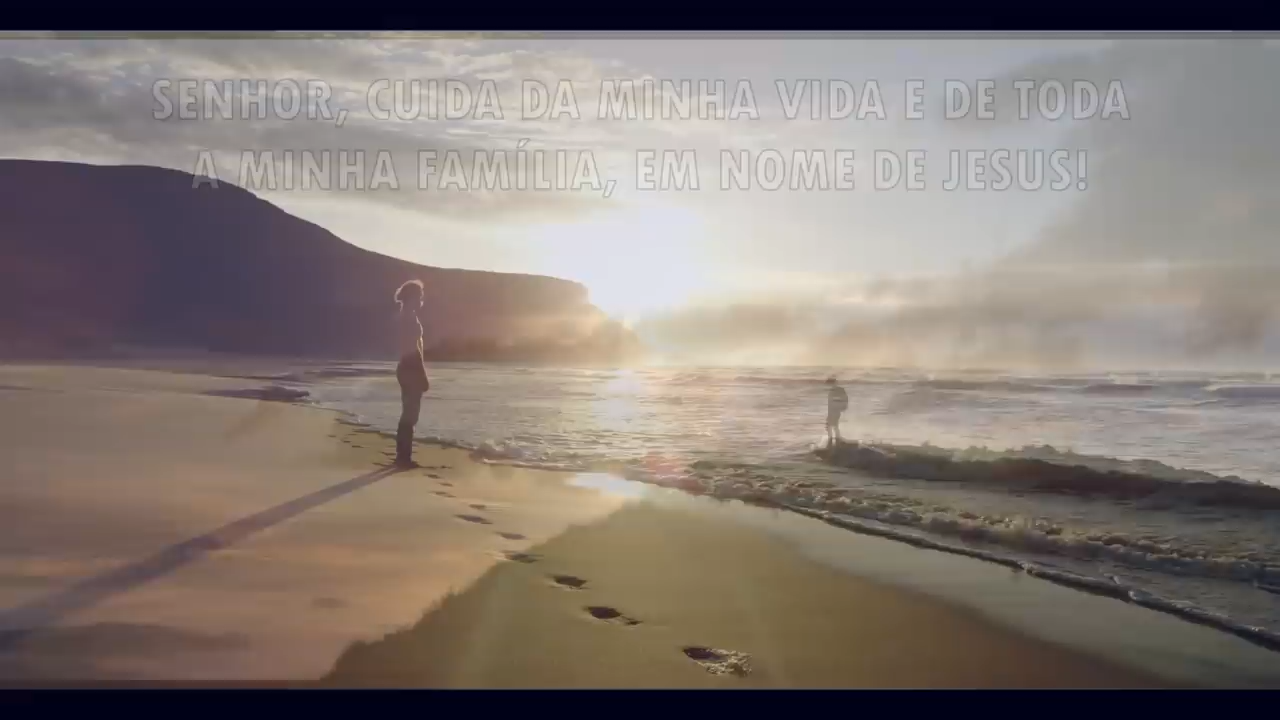 SENHOR, CUIDA DA MINHA VIDA E DE TODA
A MINHA FAMÍLIA, EM NOME DE JESUS!